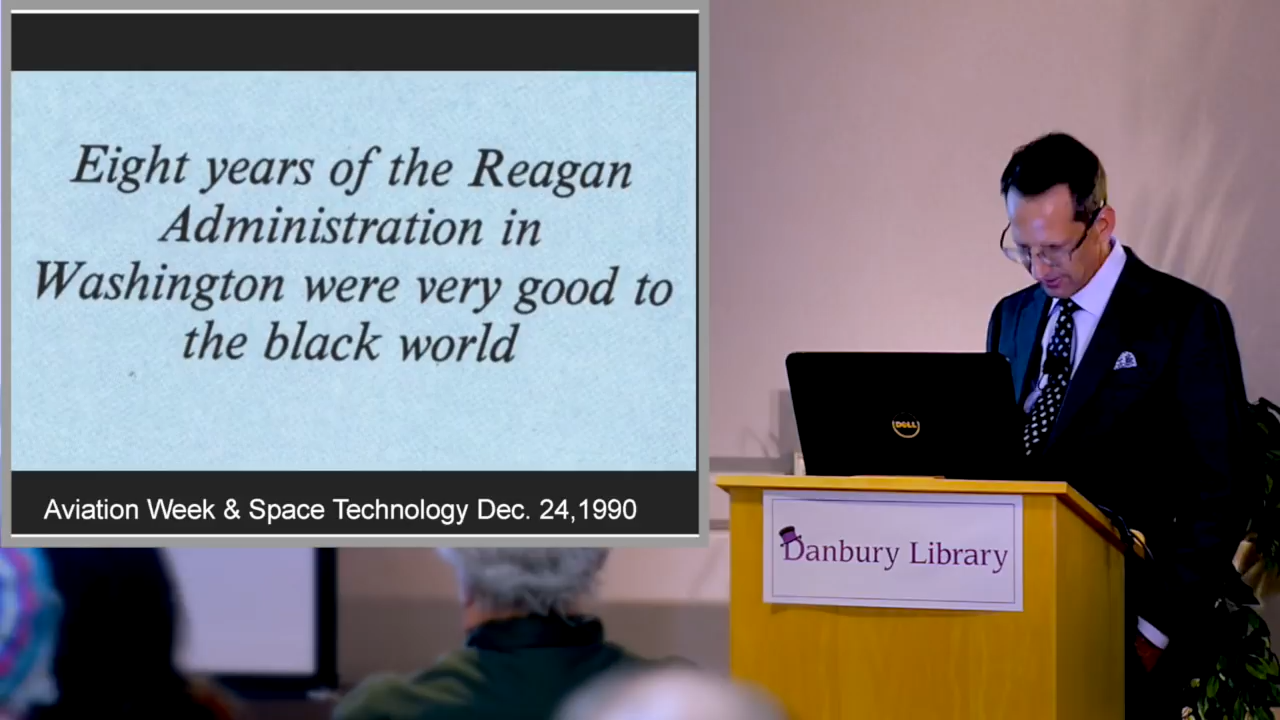 Eight years of the Reagan
Administration in
Washington were very good to
the black world
Aviation Week & Space Technology Dec. 24,1990
DELL
Danbury Library